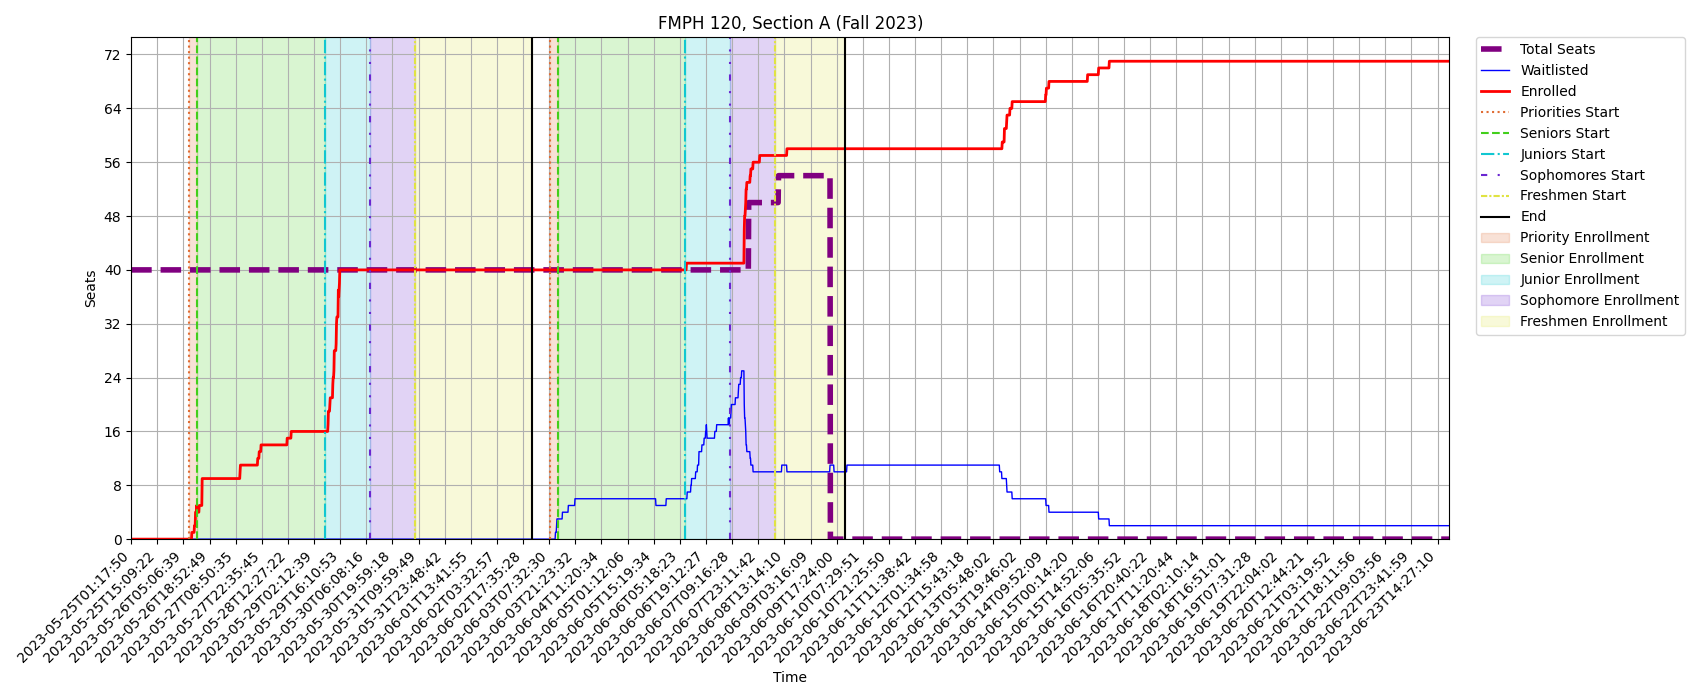 FMPH 120, Section A (Fall 2023)
Seats
72
64
56
48
40
32
24
16
8
0
2023-05-25T01:17:50
2023-05-25T15:09:22
2023-05-26T05:06:39
2023-05-26T18:52:49
2023-05-27T08:50:35
2023-05-27T22:35:45
2023-05-28T12:27:22
2023-05-29T02:12:39
2023-05-29T16:10:53
2023-05-30T06:08:16
2023-05-30T19:59:18
2023-05-31T09:59:49
2023-05-31T23:48:42
2023-06-01T13:41:55
2023-06-02T03:32:57
2023-06-02T17:35:28
2023-06-03T07:32:30
2023-06-03T21:23:32
2023-06-04T11:20:34
2023-06-05T01:12:06
2023-06-05T15:19:34
2023-06-06T05:18:23
2023-06-06T19:12:27
2023-06-07T09:16:28
2023-06-07T23:11:42
2023-06-08T13:14:10
2023-06-09T03:16:09
2023-06-09T17:24:00
2023-06-10T07:29:51
2023-06-10T21:25:50
2023-06-11T11:38:42
2023-06-12T01:34:58
2023-06-12T15:43:18
2023-06-13T05:48:02
2023-06-13T19:46:02
2023-06-14T09:52:09
2023-06-15T00:14:20
2023-06-15T14:52:06
2023-06-16T05:35:52
2023-06-16T20:40:22
2023-06-17T11:20:44
2023-06-18T02:10:14
2023-06-18T16:51:01
2023-06-19T07:31:28
2023-06-19T22:04:02
2023-06-20T12:44:21
2023-06-21T03:19:52
2023-06-21T18:11:56
2023-06-22T09:03:56
2023-06-22T23:41:59
2023-06-23T14:27:10
Time
Total Seats
Waitlisted
Enrolled
Priorities Start
Seniors Start
Juniors Start
Sophomores Start
Freshmen Start
End
Priority Enrollment
Senior Enrollment
Junior Enrollment
Sophomore Enrollment
Freshmen Enrollment